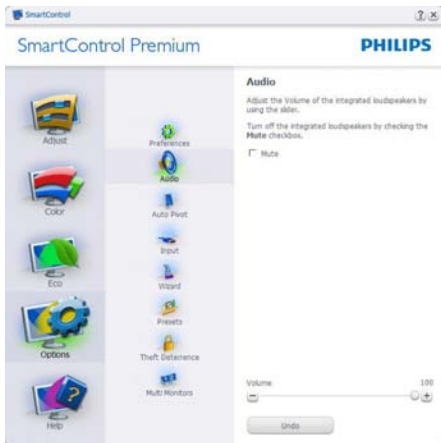 SmartControl
SmartControl Premium
PHILIPS
Adjust
Color
Eco
Options
Help
Preferences
Audio
Auto Pivot
Input
Wizard
Presets
Theft Deterrence
Multi Monitors
Audio
Adjust the Volume of the integrated loudspeakers by
using the slider.
Turn off the integrated loudspeakers by checking the
Mute checkbox.
Mute
Volume 100
Undo